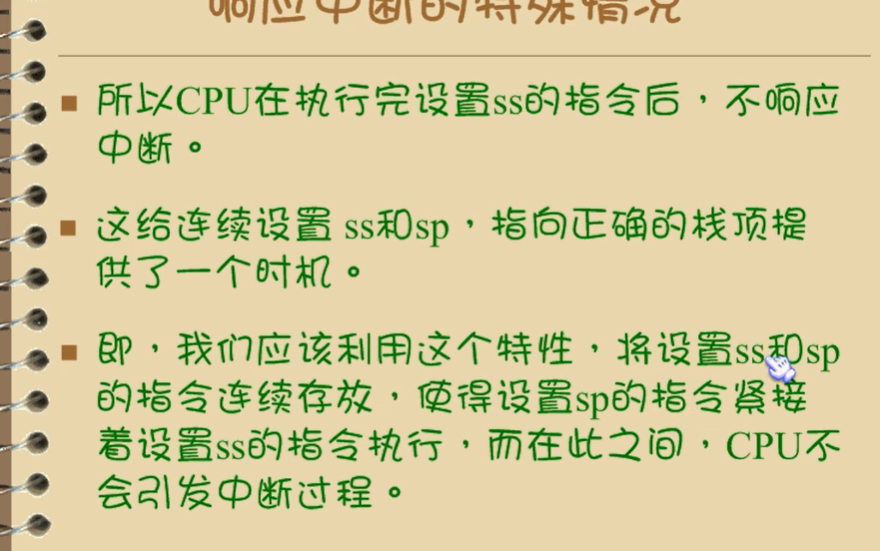 响应中断的特殊情况
所以CPU在执行完设置ss的指令后，不响应
中断。
这给连续设置 ss和sp，指向正确的栈顶提
供了一个时机。
即，我们应该利用这个特性，将设置ss和sp
的指令连续存放，使得设置sp的指令紧接
着设置ss的指令执行，而在此之间，CPU不
会引发中断过程。